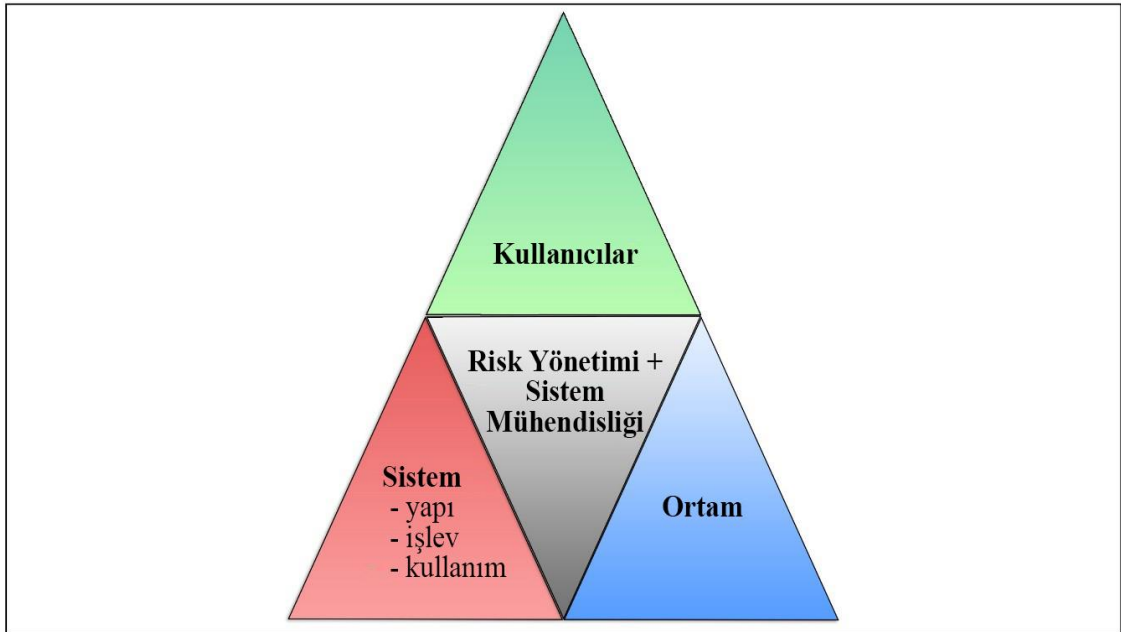 Kullanıcılar
Risk Yönetimi +
Sistem
Mühendisliği
Sistem
- yapı
- işlev
- kullanım
Ortam